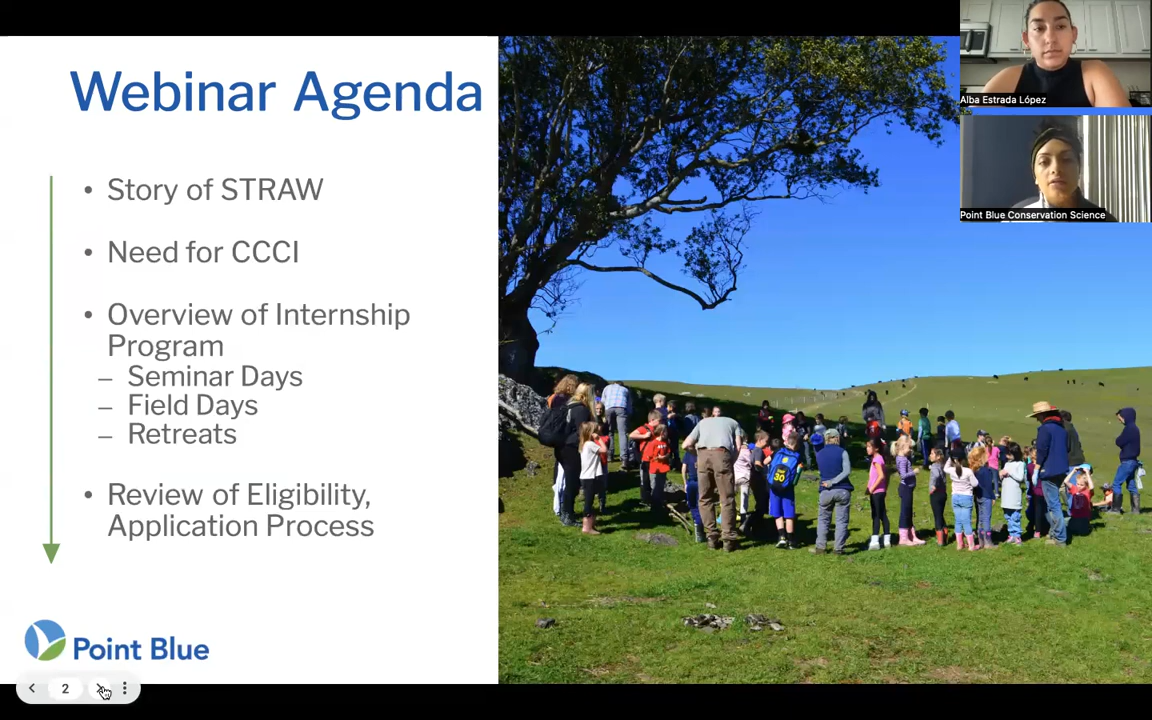 Webinar Agenda
• Story of STRAW
• Need for CCCI
• Overview of Internship
Program
– Seminar Days
– Field Days
– Retreats
• Review of Eligibility,
Application Process
Point Blue
2
Alba Estrada López
Point Blue Conservation Science
30